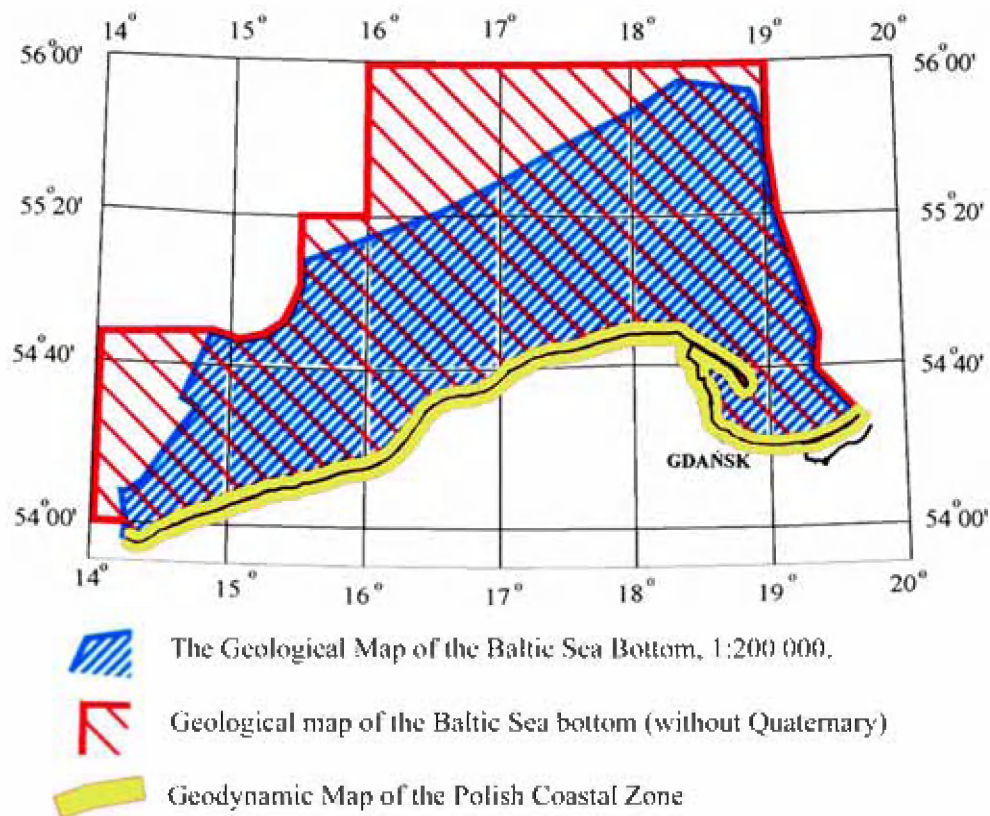 14° 15° 16° 17° 18° 19° 20°
56°00' 56°00'
55°20' 55°20'
54°40' 54°40'
GDAŃSK
54°00' 54°00'
14° 15° 16° 17° 18° 19° 20°
The Geological Map of the Baltic Sea Bottom, 1:200 000.
Geological map of the Baltic Sea bottom (without Quaternary)
Geodynamic Map of the Polish Coastal Zone